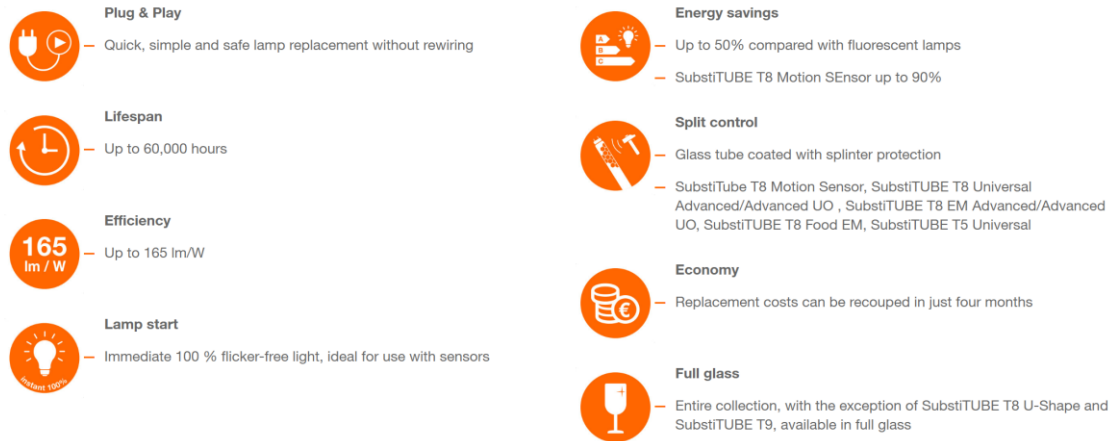 Plug & Play
Quick, simple and safe lamp replacement without rewiring
Lifespan
Up to 60,000 hours
165
lm / W
Efficiency
Up to 165 lm/W
Lamp start
Immediate 100 % flicker-free light, ideal for use with sensors
instant 100%
A
B
C
Energy savings
Up to 50% compared with fluorescent lamps
SubstiTUBE T8 Motion SEnsor up to 90%
Split control
Glass tube coated with splinter protection
SubstiTube T8 Motion Sensor, SubstiTUBE T8 Universal
Advanced/Advanced UO , SubstiTUBE T8 EM Advanced/Advanced
UO, SubstiTUBE T8 Food EM, SubstiTUBE T5 Universal
Economy
Replacement costs can be recouped in just four months
€
Full glass
Entire collection, with the exception of SubstiTUBE T8 U-Shape and
SubstiTUBE T9, available in full glass